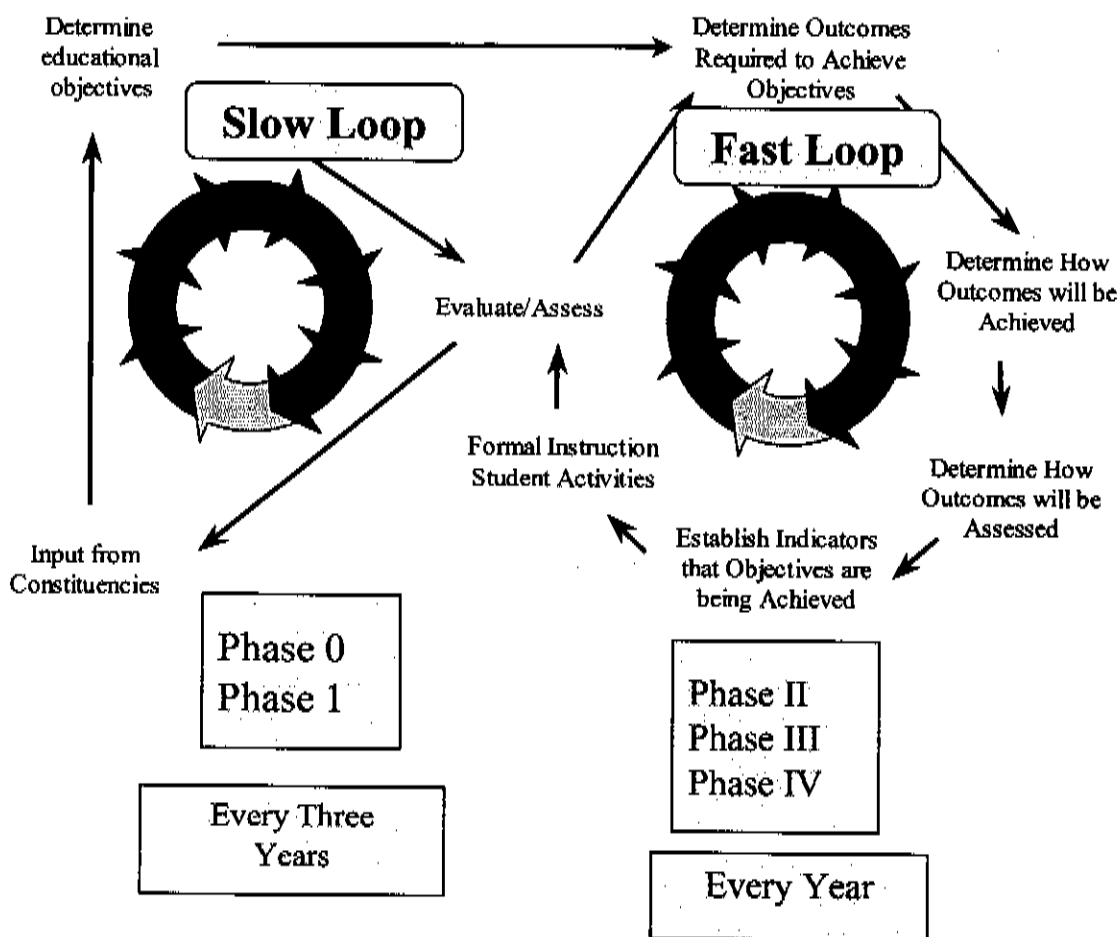 Determine
educational
objectives
Determine Outcomes
Required to Achieve
Objectives
Slow Loop
Fast Loop
Evaluate/Assess
Determine How
Outcomes will be
Achieved
Formal Instruction
Student Activities
Determine How
Outcomes will be
Assessed
Input from
Constituencies
Establish Indicators
that Objectives are
being Achieved
Phase 0
Phase 1
Phase II
Phase III
Phase IV
Every Three
Years
Every Year